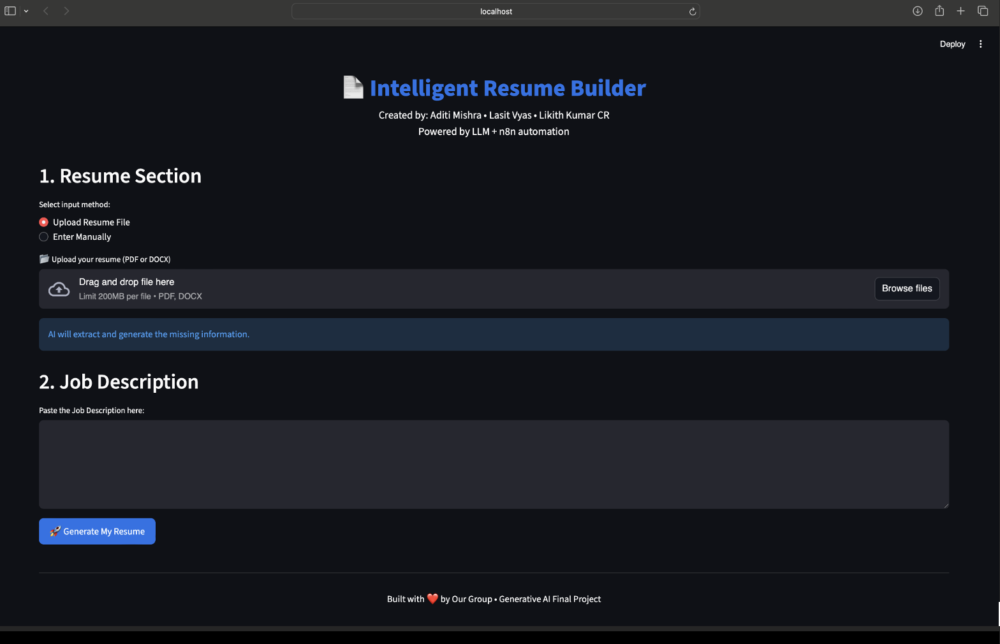 localhost
Deploy
Intelligent Resume Builder
Created by: Aditi Mishra • Lasit Vyas • Likith Kumar CR
Powered by LLM + n8n automation
1. Resume Section
Select input method:
Upload Resume File
Enter Manually
Upload your resume (PDF or DOCX)
Drag and drop file here
Limit 200MB per file • PDF, DOCX
Browse files
AI will extract and generate the missing information.
2. Job Description
Paste the Job Description here:
🚀 Generate My Resume
Built with ❤️ by Our Group • Generative AI Final Project